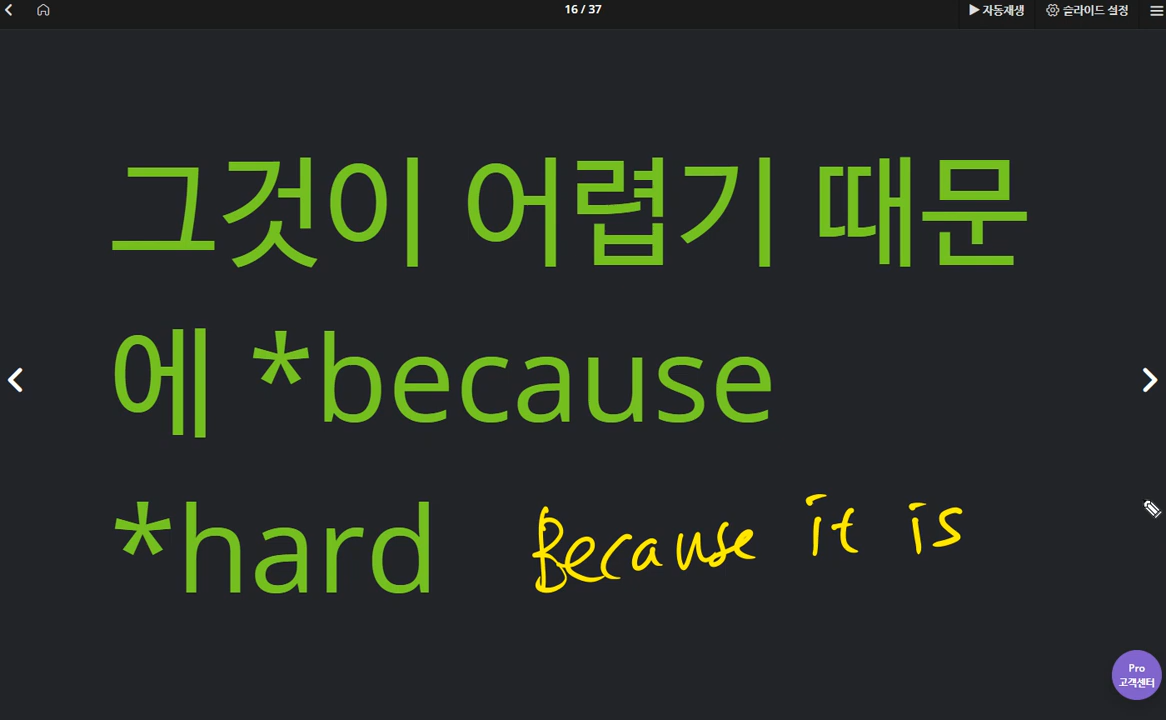 16 / 37
▶ 자동재생
슬라이드 설정
그것이 어렵기 때문
에 *because
*hard
Because it is
Pro
고객센터